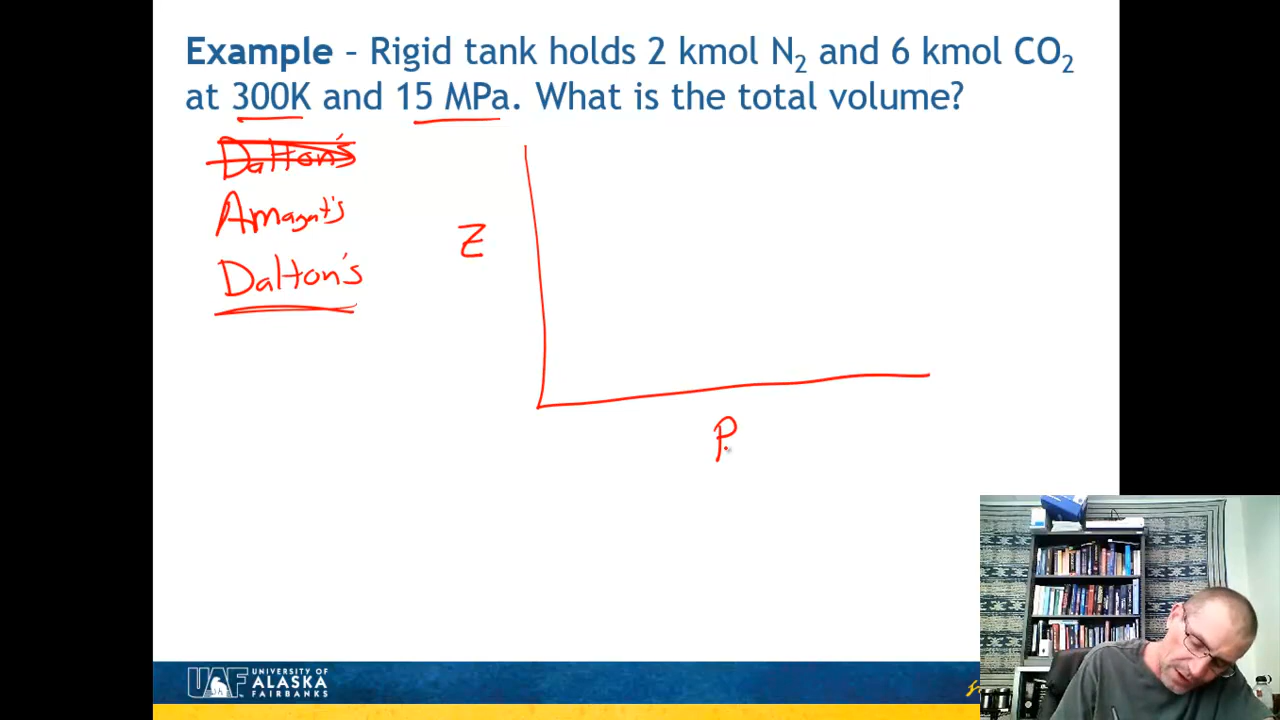 Example – Rigid tank holds 2 kmol N₂ and 6 kmol CO₂
at 300K and 15 MPa. What is the total volume?
Dalton's
Amagat's
Z
Dalton's
P
UAF UNIVERSITY OF
ALASKA
FAIRBANKS